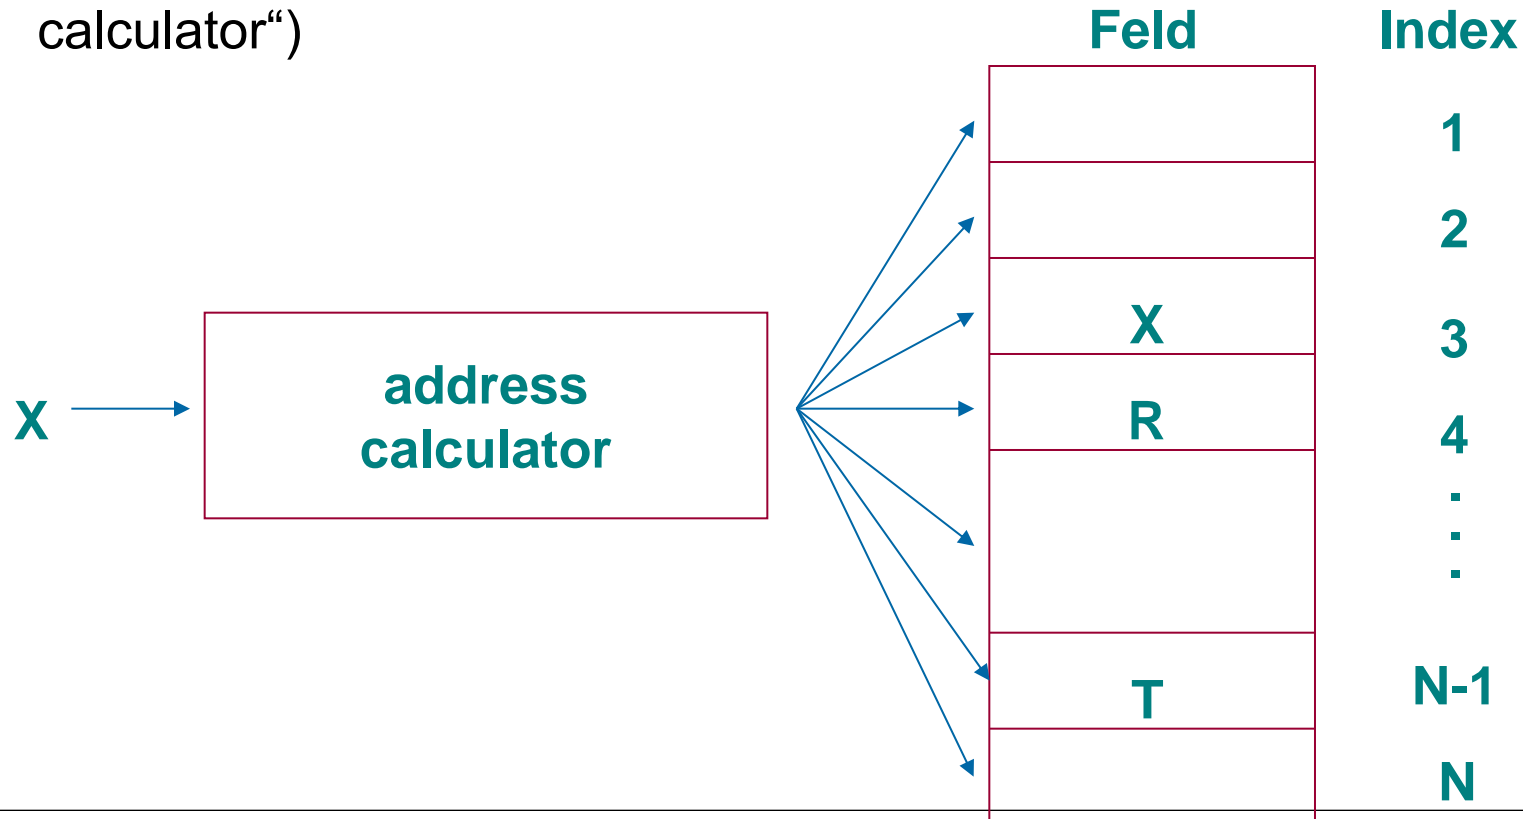 calculator“)
Feld Index
1
2
X 3
address
calculator
X
R 4
T N-1
N